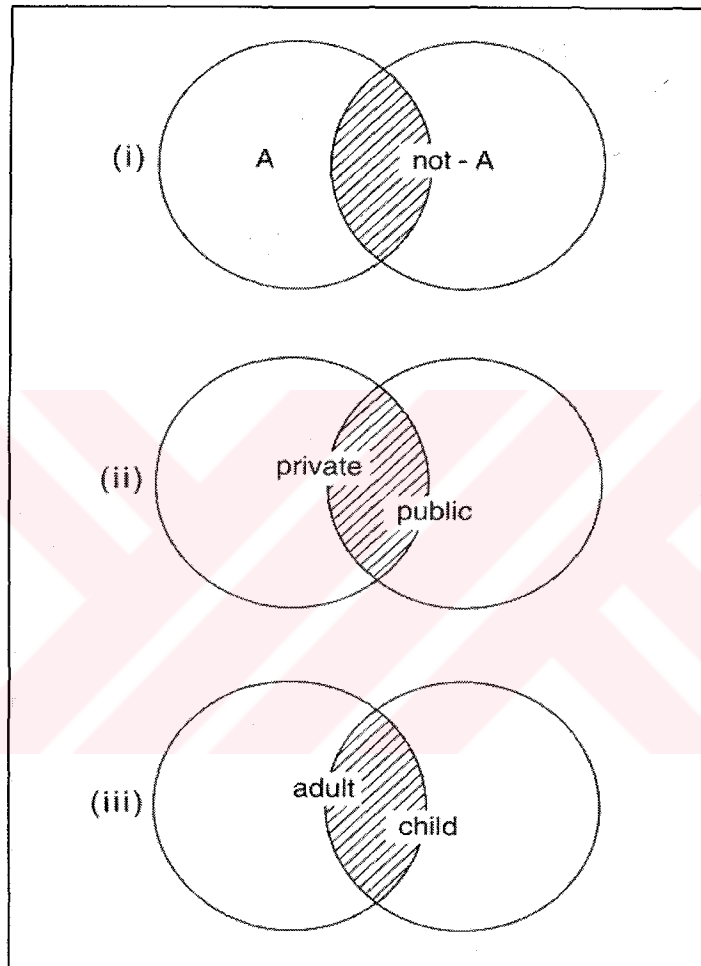 (i) A not - A
(ii) private
public
(iii) adult
child